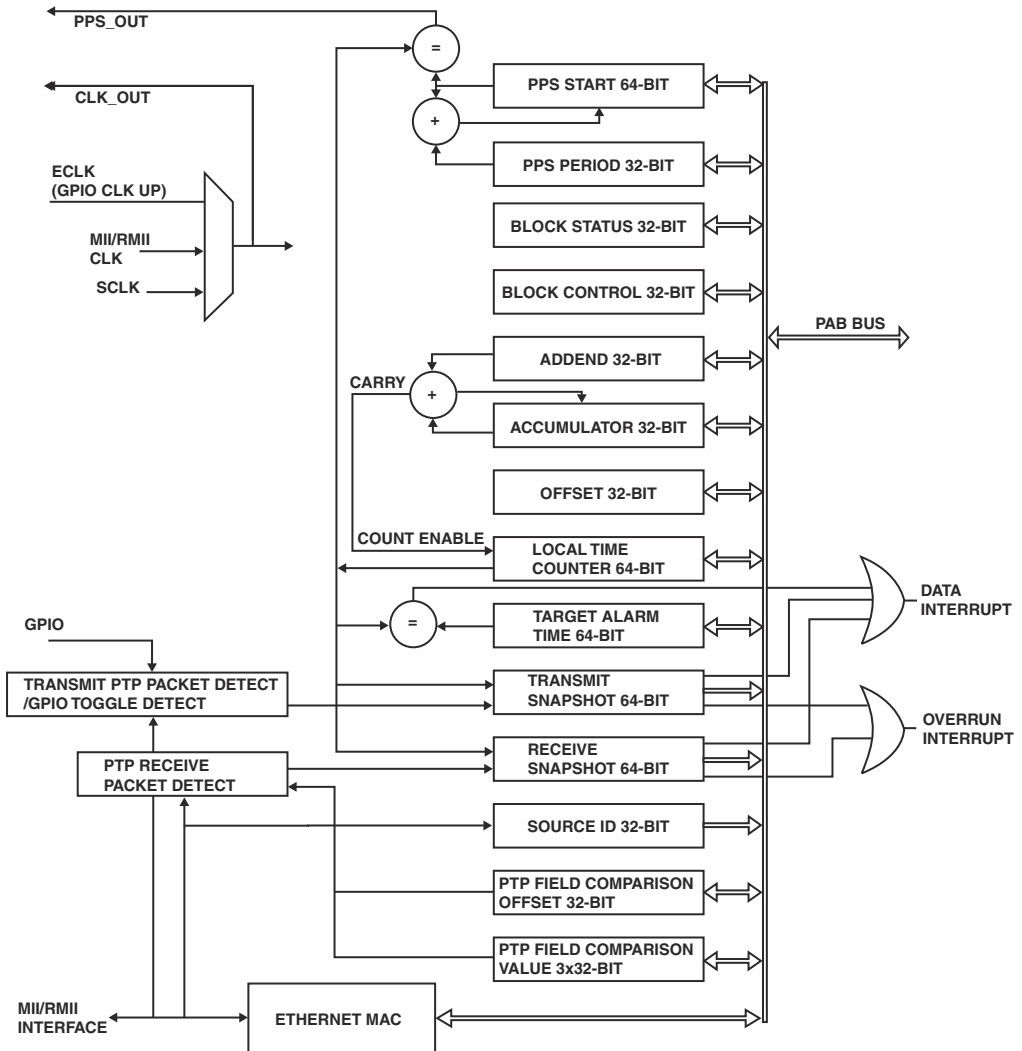 PPS_OUT
=
PPS START 64-BIT
CLK_OUT
+
PPS PERIOD 32-BIT
ECLK
(GPIO CLK UP)
BLOCK STATUS 32-BIT
MII/RMII
CLK
SCLK
BLOCK CONTROL 32-BIT
PAB BUS
ADDEND 32-BIT
CARRY
+
ACCUMULATOR 32-BIT
OFFSET 32-BIT
COUNT ENABLE
LOCAL TIME
COUNTER 64-BIT
DATA
INTERRUPT
=
TARGET ALARM
TIME 64-BIT
GPIO
TRANSMIT PTP PACKET DETECT
/GPIO TOGGLE DETECT
TRANSMIT
SNAPSHOT 64-BIT
OVERRUN
INTERRUPT
PTP RECEIVE
PACKET DETECT
RECEIVE
SNAPSHOT 64-BIT
SOURCE ID 32-BIT
PTP FIELD COMPARISON
OFFSET 32-BIT
PTP FIELD COMPARISON
VALUE 3x32-BIT
MII/RMII
INTERFACE
ETHERNET MAC